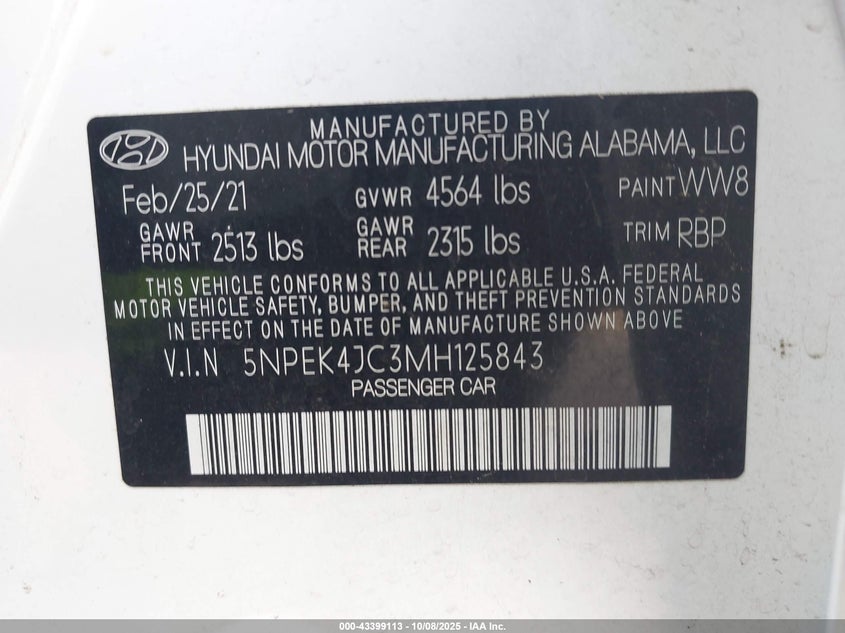 MANUFACTURED BY
HYUNDAI MOTOR MANUFACTURING ALABAMA, LLC
Feb/25/21 GVWR 4564 lbs PAINT WW8
GAWR FRONT 2513 lbs GAWR REAR 2315 lbs TRIM RBP
THIS VEHICLE CONFORMS TO ALL APPLICABLE U.S.A. FEDERAL
MOTOR VEHICLE SAFETY, BUMPER, AND THEFT PREVENTION STANDARDS
IN EFFECT ON THE DATE OF MANUFACTURE SHOWN ABOVE
V.I.N 5NPEK4JC3MH125843
PASSENGER CAR
000-43399113 - 10/08/2025 - IAA Inc.